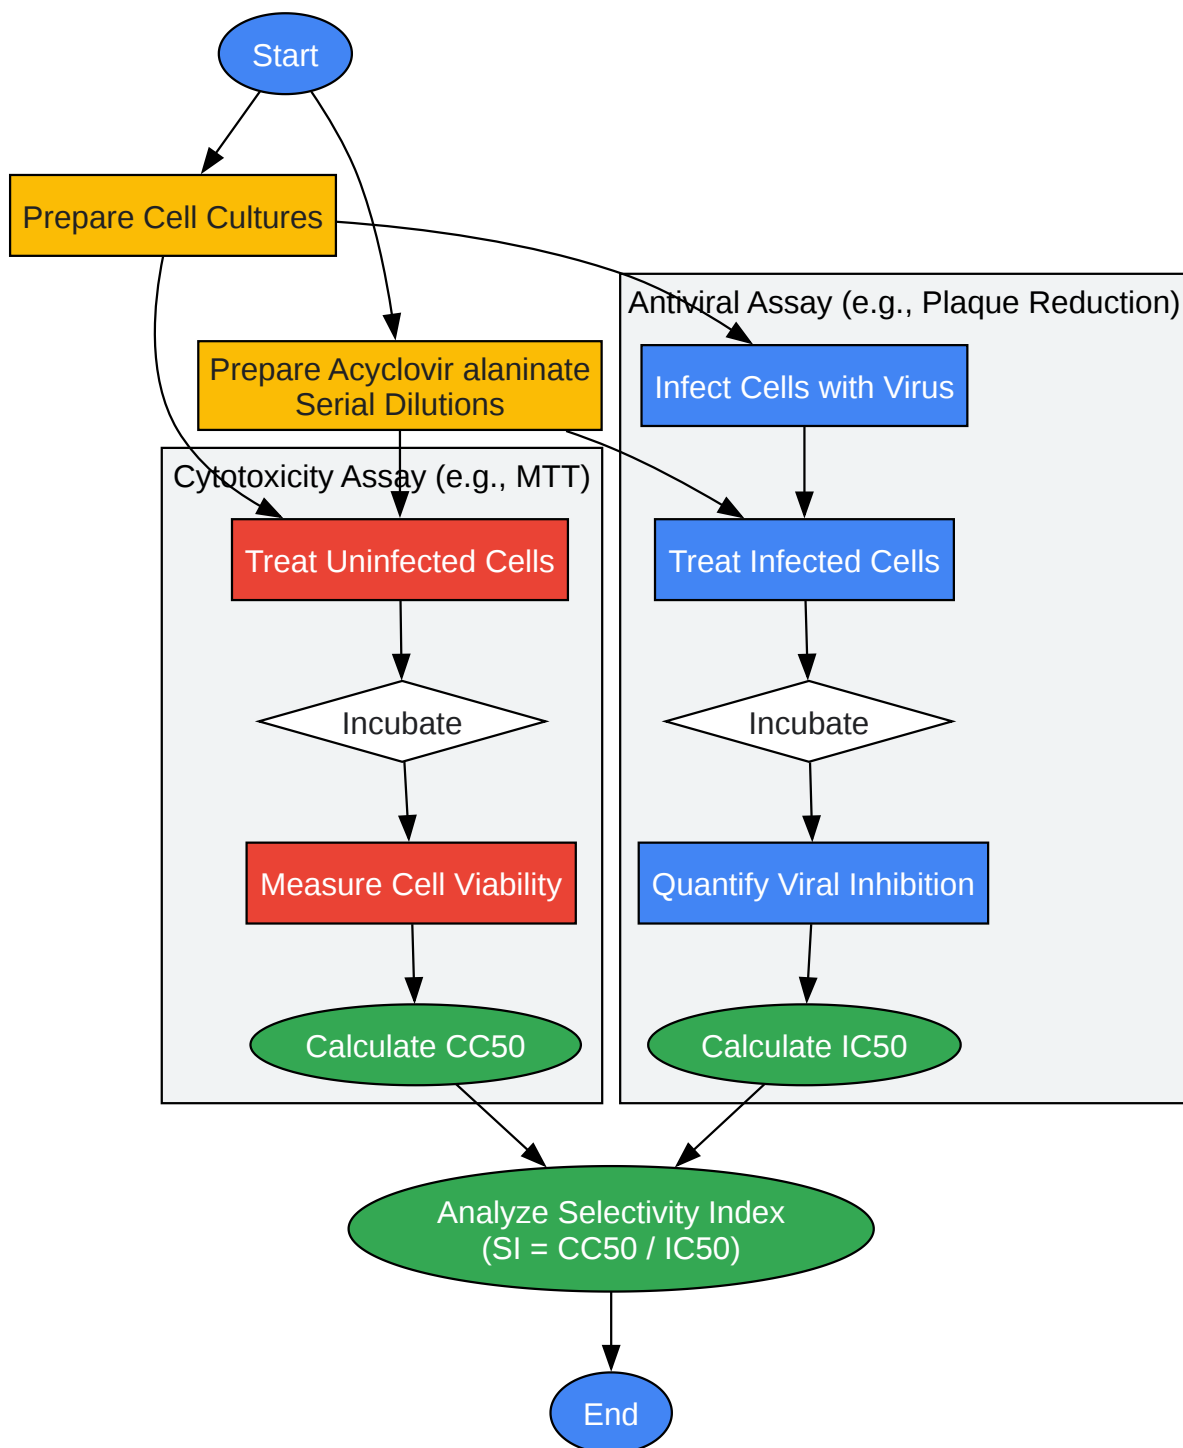 Start
Prepare Cell Cultures
Antiviral Assay (e.g., Plaque Reduction)
Prepare Acyclovir alaninate
Serial Dilutions
Infect Cells with Virus
Cytotoxicity Assay (e.g., MTT)
Treat Uninfected Cells
Treat Infected Cells
Incubate
Incubate
Measure Cell Viability
Quantify Viral Inhibition
Calculate CC50
Calculate IC50
Analyze Selectivity Index
(SI = CC50 / IC50)
End